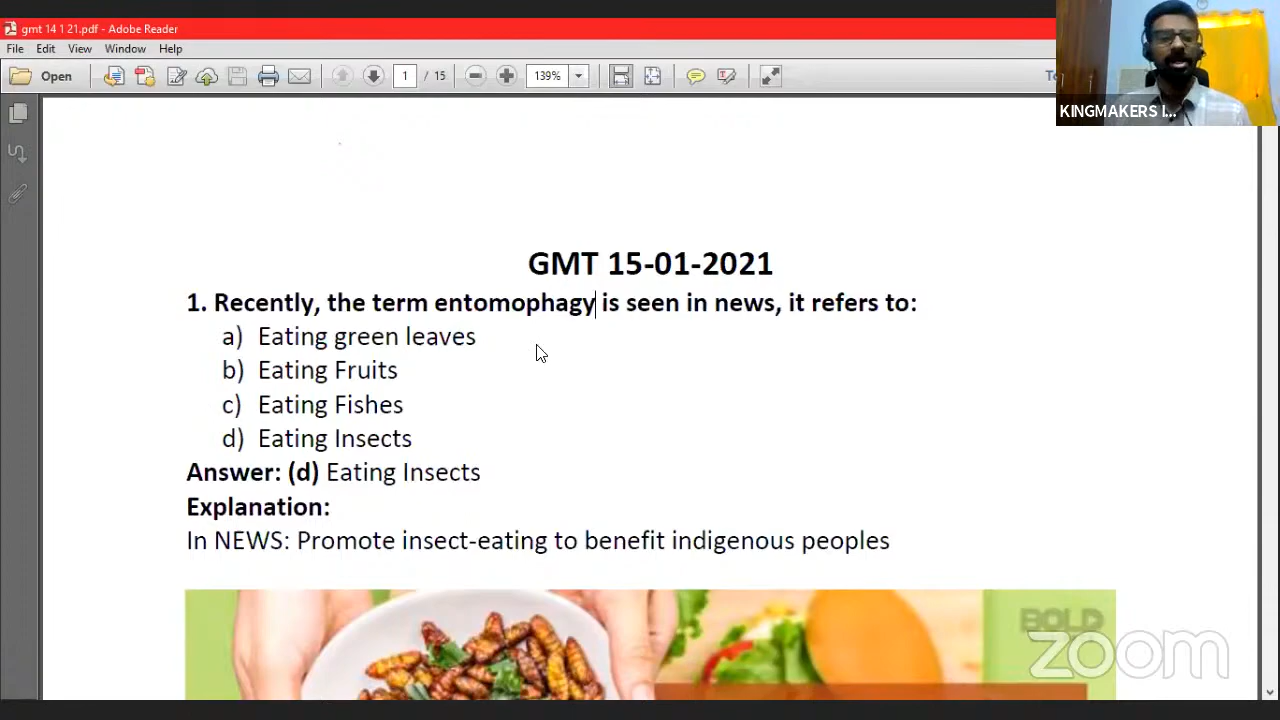 gmt 14 1 21.pdf - Adobe Reader
File Edit View Window Help
Open 1 / 15 139%
KINGMAKERS I...
GMT 15-01-2021
1. Recently, the term entomophagy is seen in news, it refers to:
a) Eating green leaves
b) Eating Fruits
c) Eating Fishes
d) Eating Insects
Answer: (d) Eating Insects
Explanation:
In NEWS: Promote insect-eating to benefit indigenous peoples
BOLD
zoom